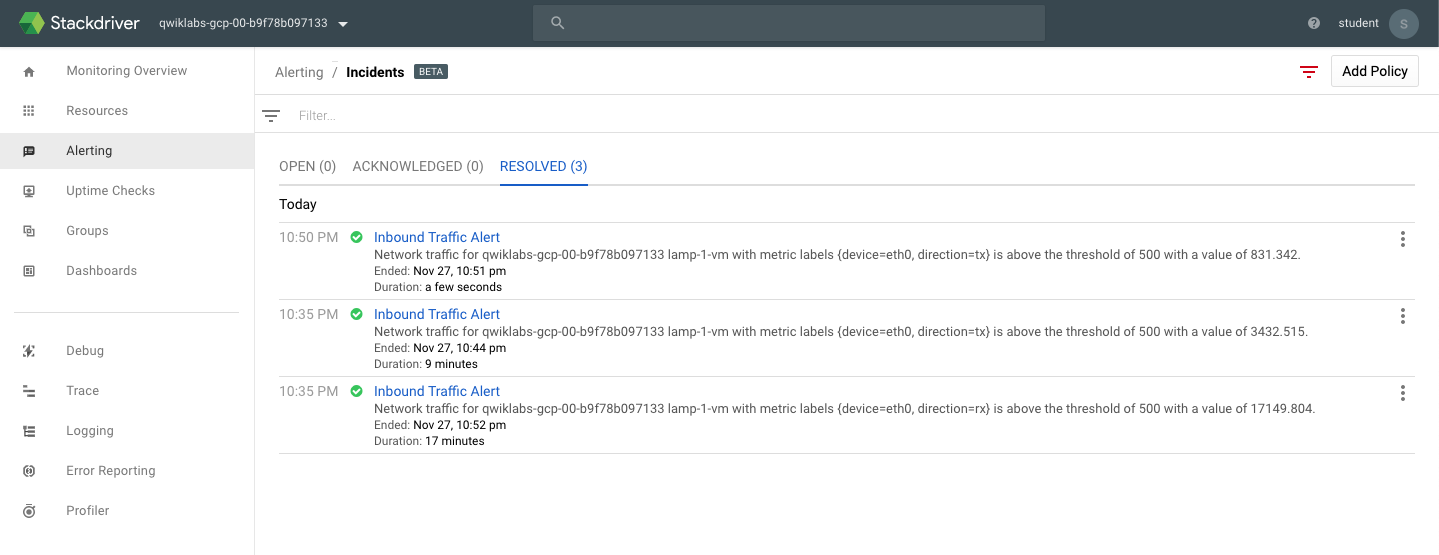 Stackdriver qwiklabs-gcp-00-b9f78b097133 student S
Monitoring Overview
Resources
Alerting
Uptime Checks
Groups
Dashboards
Debug
Trace
Logging
Error Reporting
Profiler
Alerting / Incidents BETA Add Policy
Filter...
OPEN (0) ACKNOWLEDGED (0) RESOLVED (3)
Today
10:50 PM Inbound Traffic Alert
Network traffic for qwiklabs-gcp-00-b9f78b097133 lamp-1-vm with metric labels {device=eth0, direction=tx} is above the threshold of 500 with a value of 831.342.
Ended: Nov 27, 10:51 pm
Duration: a few seconds
10:35 PM Inbound Traffic Alert
Network traffic for qwiklabs-gcp-00-b9f78b097133 lamp-1-vm with metric labels {device=eth0, direction=tx} is above the threshold of 500 with a value of 3432.515.
Ended: Nov 27, 10:44 pm
Duration: 9 minutes
10:35 PM Inbound Traffic Alert
Network traffic for qwiklabs-gcp-00-b9f78b097133 lamp-1-vm with metric labels {device=eth0, direction=rx} is above the threshold of 500 with a value of 17149.804.
Ended: Nov 27, 10:52 pm
Duration: 17 minutes